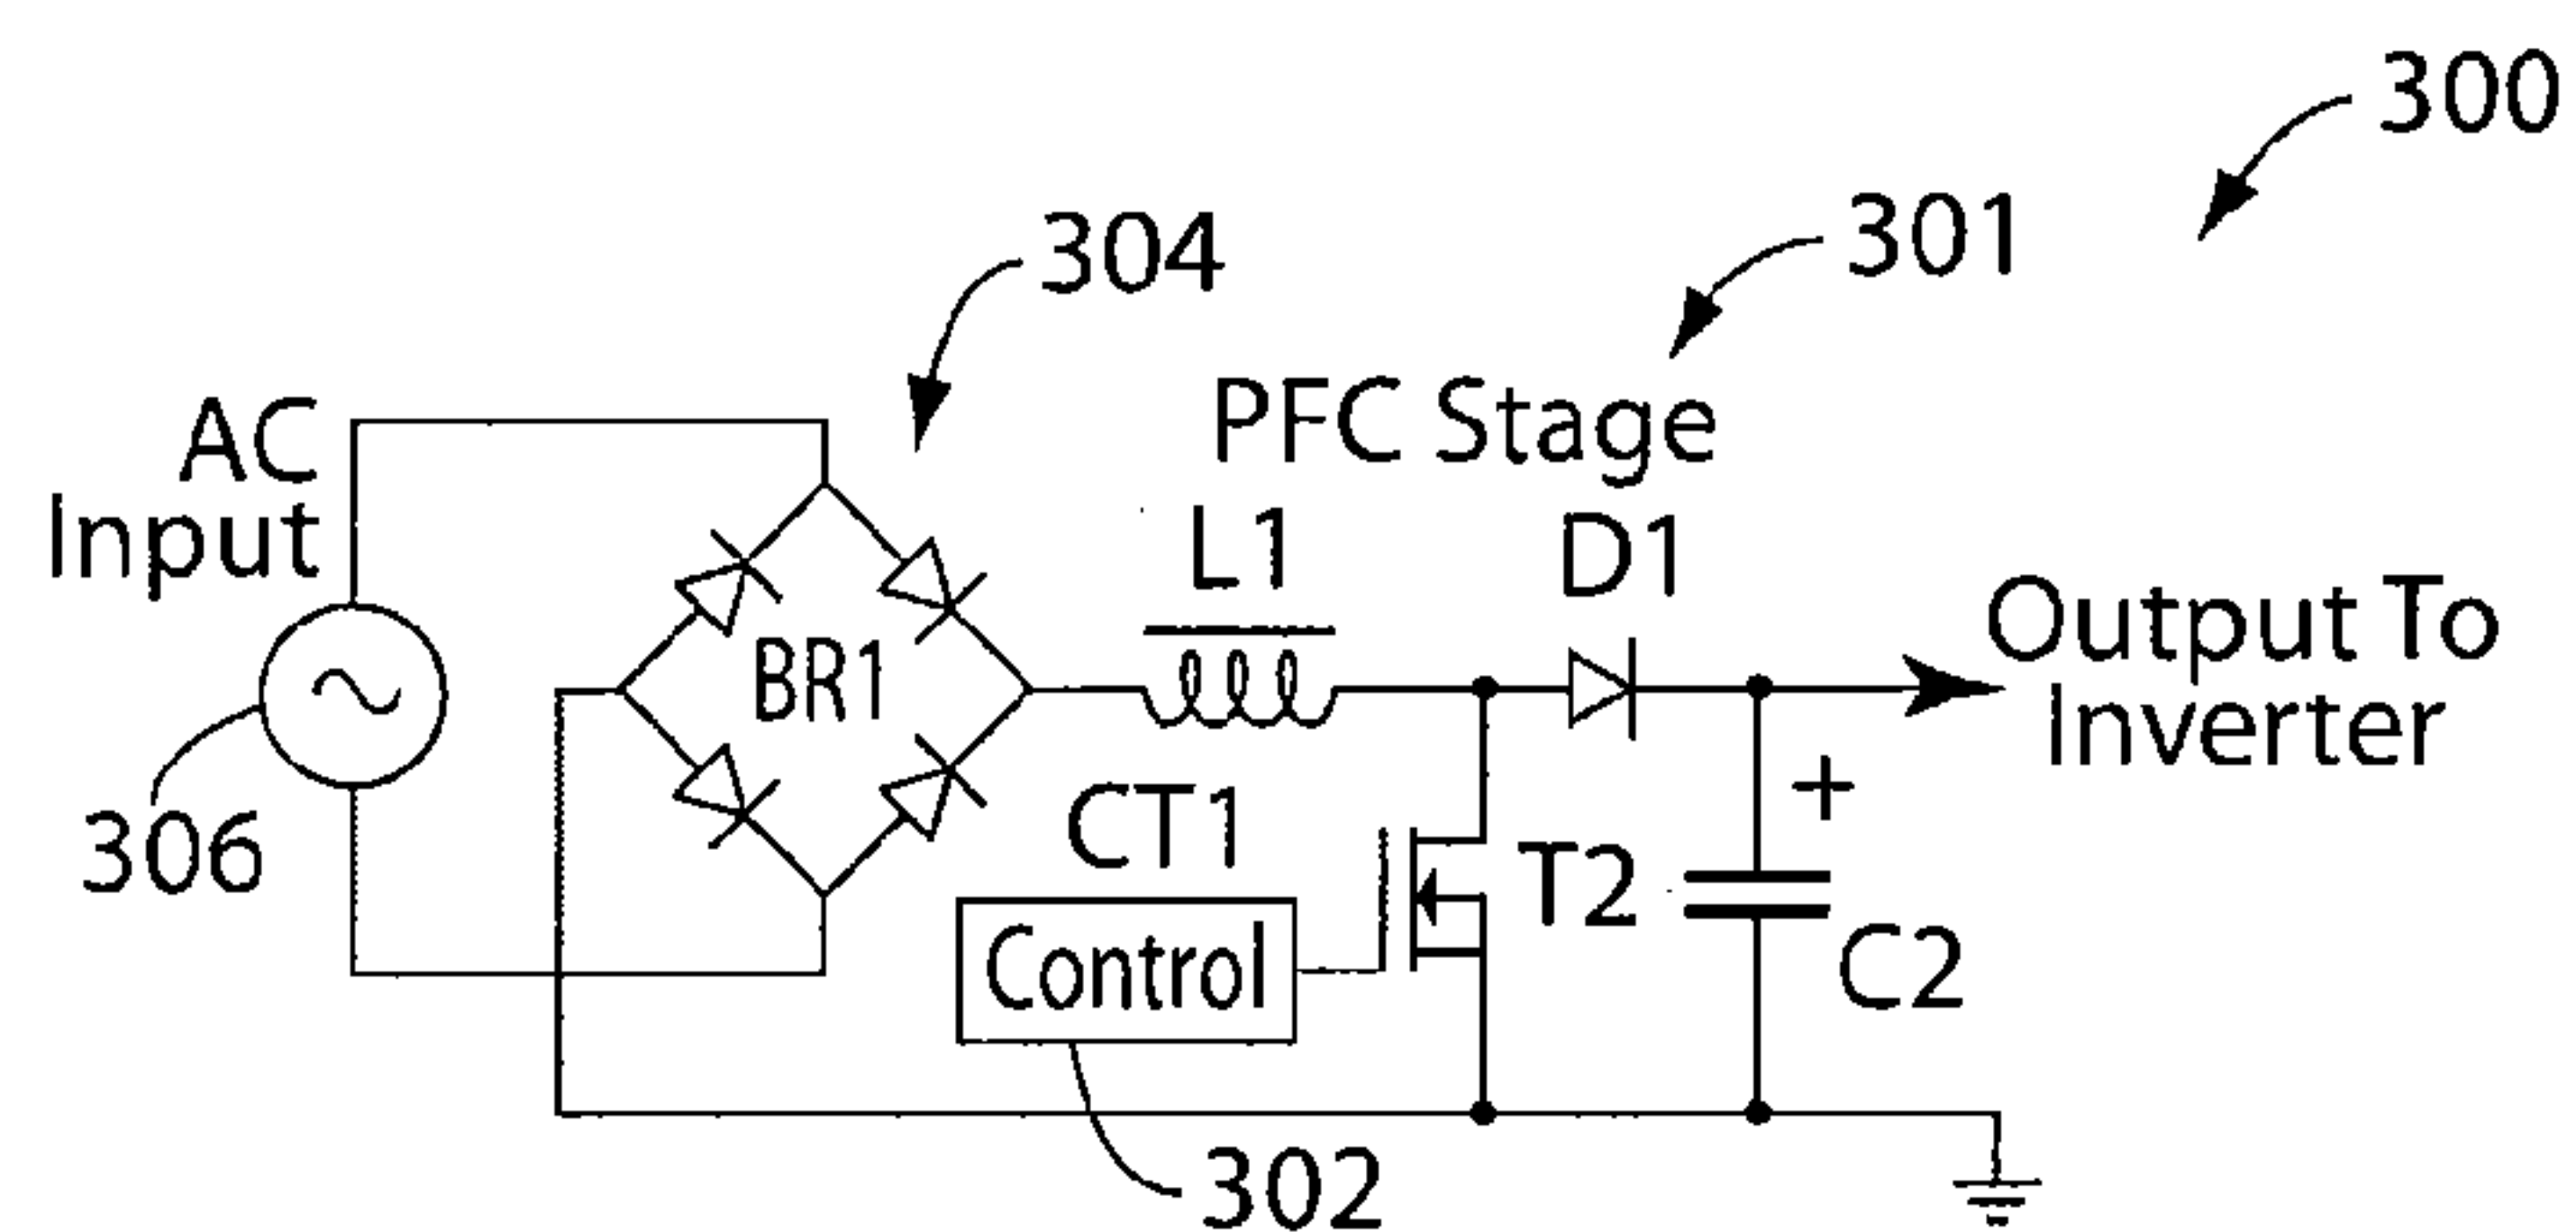 300
301
304
AC
Input
PFC Stage
L1
D1
BR1
Output To
Inverter
306
CT1
+
T2
Control
C2
302